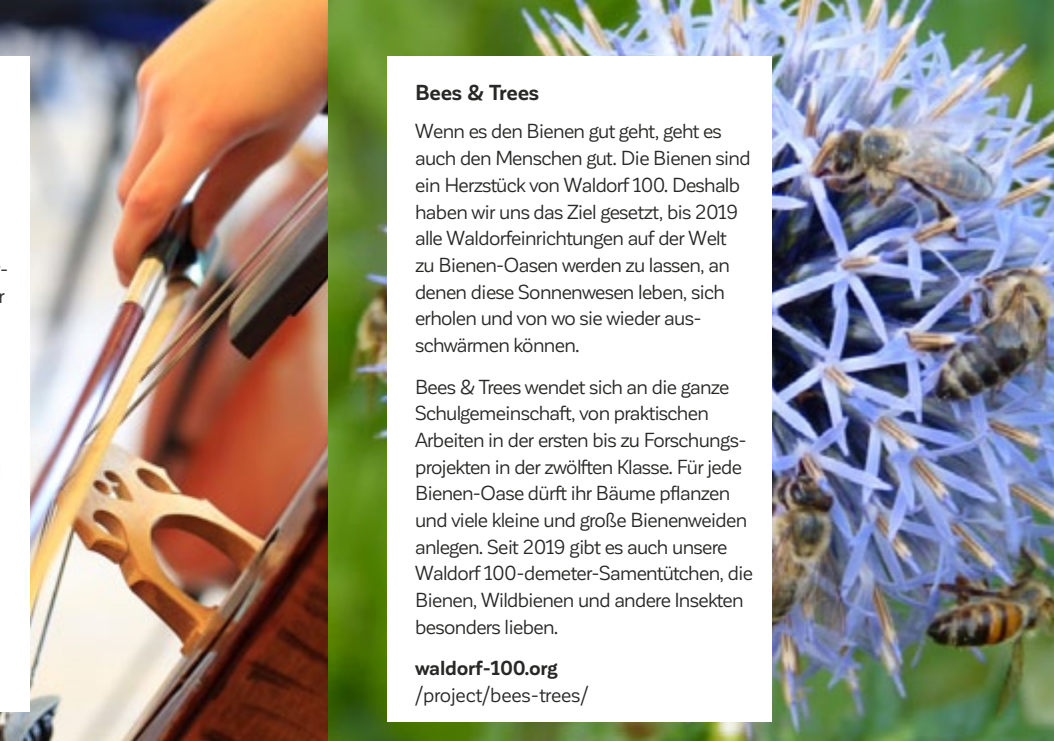 Bees & Trees
Wenn es den Bienen gut geht, geht es
auch den Menschen gut. Die Bienen sind
ein Herzstück von Waldorf 100. Deshalb
haben wir uns das Ziel gesetzt, bis 2019
alle Waldorfeinrichtungen auf der Welt
zu Bienen-Oasen werden zu lassen, an
denen diese Sonnenwesen leben, sich
erholen und von wo sie wieder aus-
schwärmen können.
Bees & Trees wendet sich an die ganze
Schulgemeinschaft, von praktischen
Arbeiten in der ersten bis zu Forschungs-
projekten in der zwölften Klasse. Für jede
Bienen-Oase dürft ihr Bäume pflanzen
und viele kleine und große Bienenweiden
anlegen. Seit 2019 gibt es auch unsere
Waldorf 100-demeter-Samentütchen, die
Bienen, Wildbienen und andere Insekten
besonders lieben.
waldorf-100.org
/project/bees-trees/